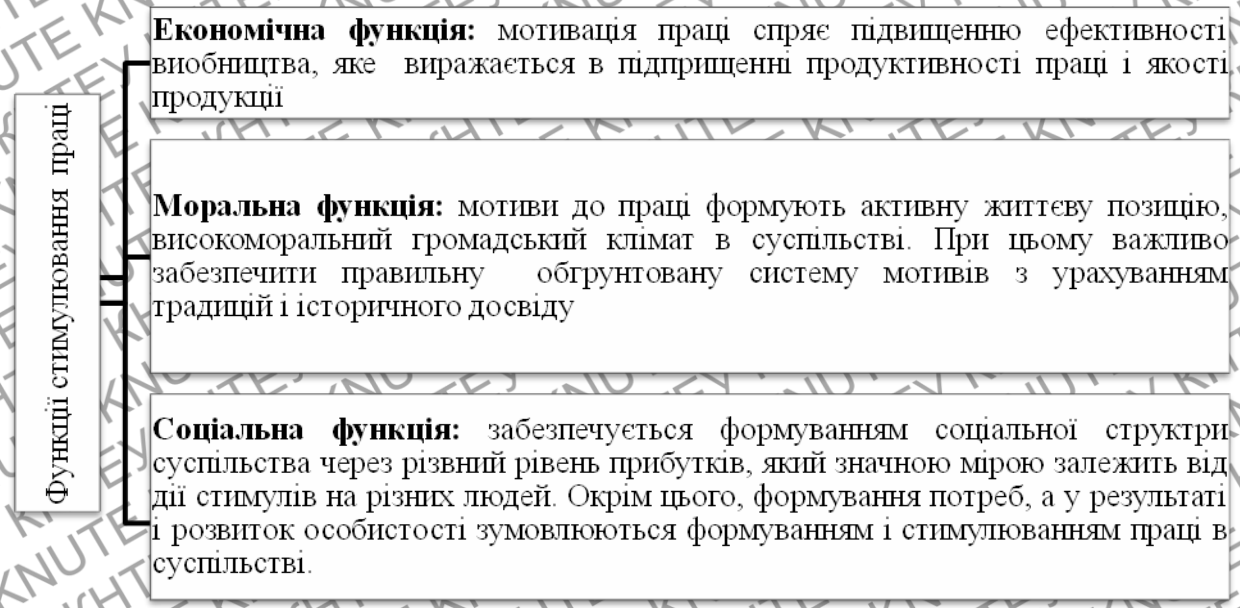 Функції стимулювання праці
Економічна функція: мотивація праці спряє підвищенню ефективності
виобництва, яке виражається в підприщенні продуктивності праці і якості
продукції
Моральна функція: мотиви до праці формують активну життєву позицію,
високоморальний громадський клімат в суспільстві. При цьому важливо
забезпечити правильну обгрунтовану систему мотивів з урахуванням
традицій і історичного досвіду
Соціальна функція: забезпечується формуванням соціальної структри
суспільства через різвний рівень прибутків, який значною мірою залежить від
дії стимулів на різних людей. Окрім цього, формування потреб, а у результаті
і розвиток особистості зумовлюються формуванням і стимулюванням праці в
суспільстві.